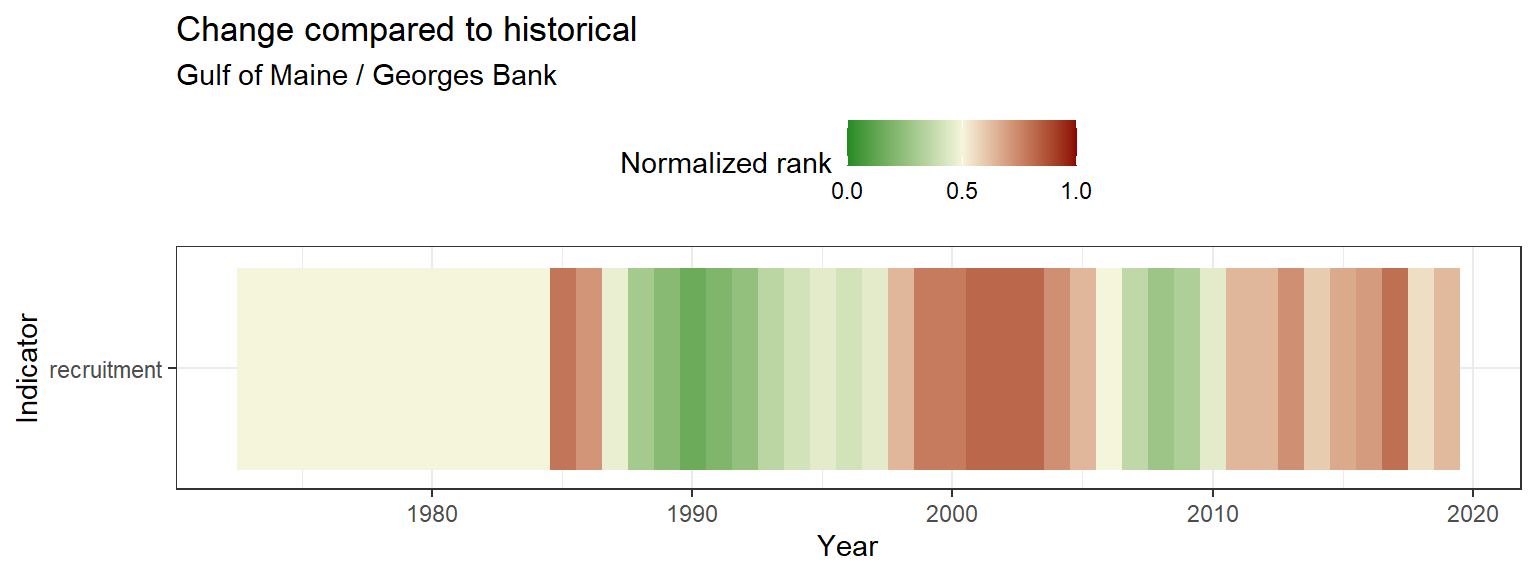 Change compared to historical
Gulf of Maine / Georges Bank
Normalized rank
0.0 0.5 1.0
Indicator
recruitment
1980 1990 2000 2010 2020
Year